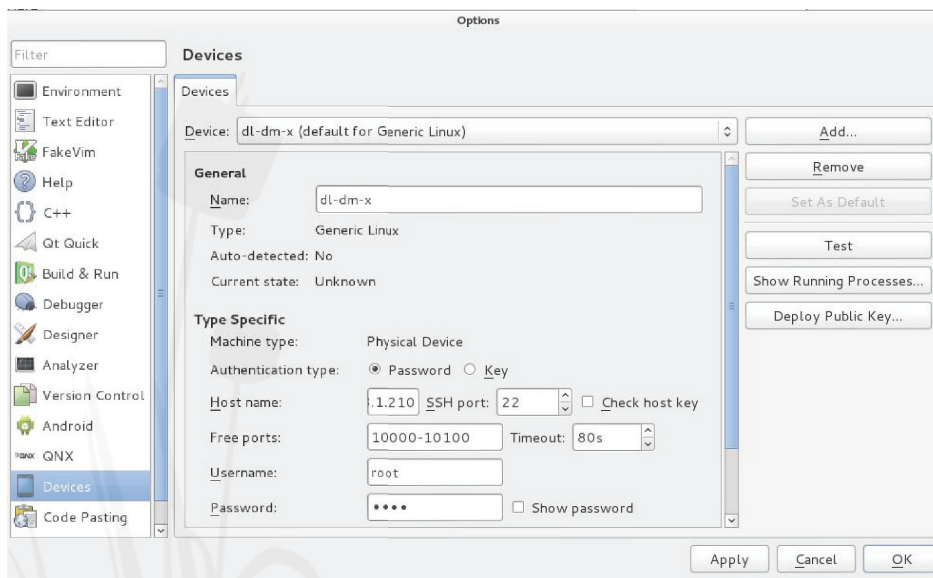 Options
Filter
Environment
Text Editor
FakeVim
Help
C++
Qt Quick
Build & Run
Debugger
Designer
Analyzer
Version Control
Android
QNX
Devices
Code Pasting
Devices
Devices
Device: dl-dm-x (default for Generic Linux)
General
Name: dl-dm-x
Type: Generic Linux
Auto-detected: No
Current state: Unknown
Type Specific
Machine type: Physical Device
Authentication type: Password Key
Host name: .1.210 SSH port: 22 Check host key
Free ports: 10000-10100 Timeout: 80s
Username: root
Password: •••• Show password
Add...
Remove
Set As Default
Test
Show Running Processes...
Deploy Public Key...
Apply Cancel OK